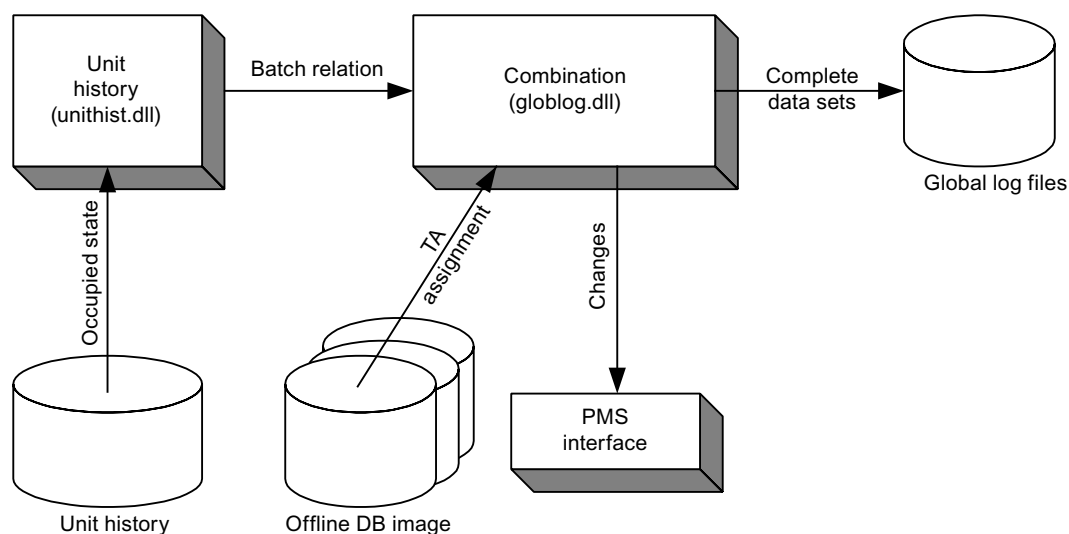 Unit
history
(unithist.dll)
Batch relation
Combination
(globlog.dll)
Complete
data sets
Global log files
Occupied state
TA
assignment
Changes
PMS
interface
Unit history
Offline DB image